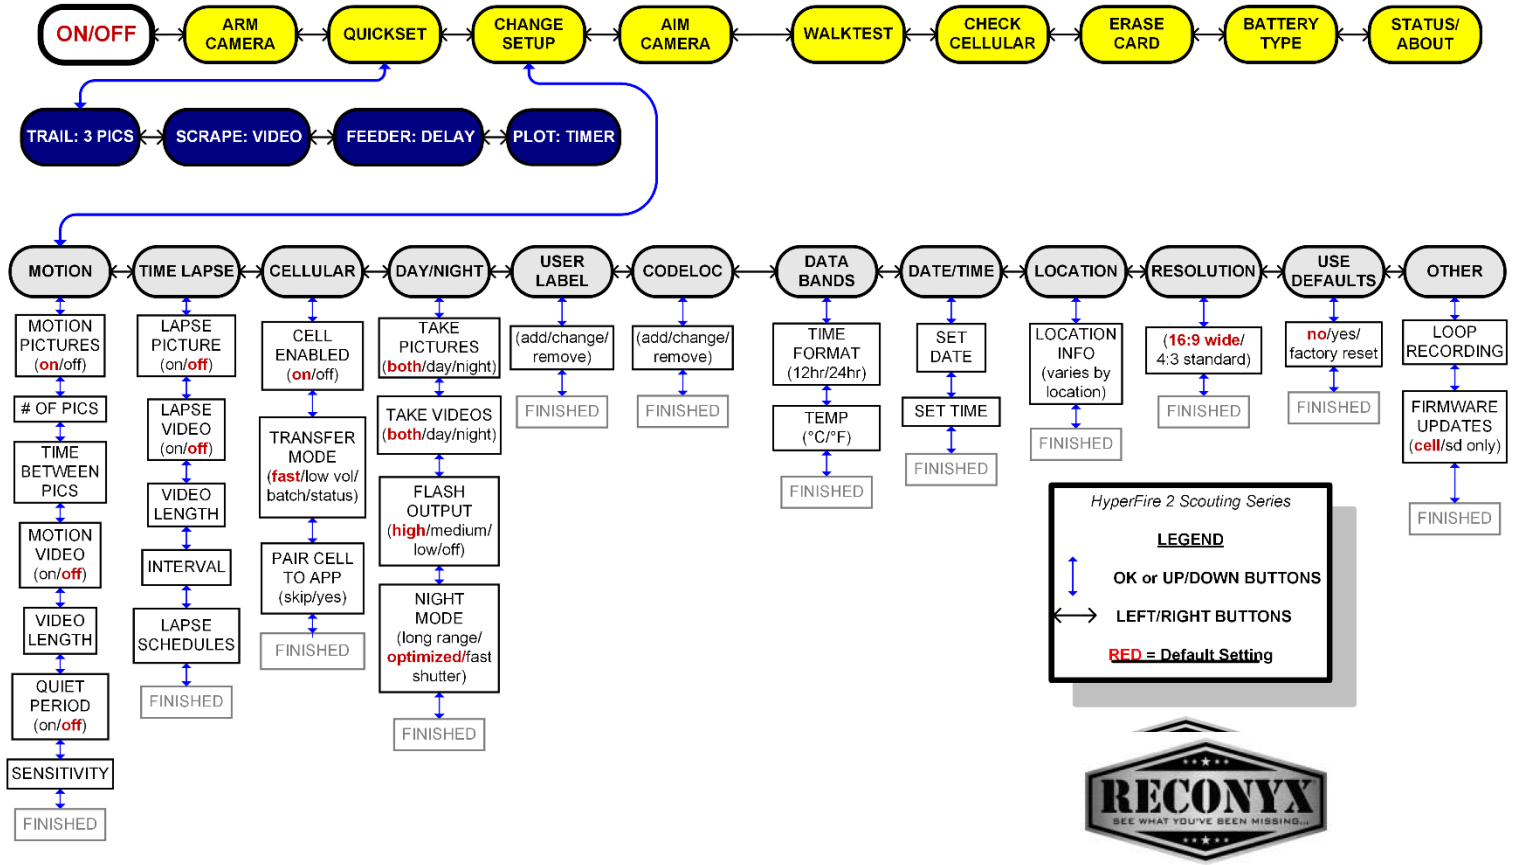 ON/OFF
ARM
CAMERA
QUICKSET
CHANGE
SETUP
AIM
CAMERA
WALKTEST
CHECK
CELLULAR
ERASE
CARD
BATTERY
TYPE
STATUS/
ABOUT
TRAIL: 3 PICS
SCRAPE: VIDEO
FEEDER: DELAY
PLOT: TIMER
MOTION
TIME LAPSE
CELLULAR
DAY/NIGHT
USER
LABEL
CODELOC
DATA
BANDS
DATE/TIME
LOCATION
RESOLUTION
USE
DEFAULTS
OTHER
MOTION
PICTURES
(on/off)
# OF PICS
TIME
BETWEEN
PICS
MOTION
VIDEO
(on/off)
VIDEO
LENGTH
QUIET
PERIOD
(on/off)
SENSITIVITY
FINISHED
LAPSE
PICTURE
(on/off)
LAPSE
VIDEO
(on/off)
VIDEO
LENGTH
INTERVAL
LAPSE
SCHEDULES
FINISHED
CELL
ENABLED
(on/off)
TRANSFER
MODE
(fast/low vol/
batch/status)
PAIR CELL
TO APP
(skip/yes)
FINISHED
TAKE
PICTURES
(both/day/night)
TAKE VIDEOS
(both/day/night)
FLASH
OUTPUT
(high/medium/
low/off)
NIGHT
MODE
(long range/
optimized/fast
shutter)
FINISHED
(add/change/
remove)
FINISHED
(add/change/
remove)
FINISHED
TIME
FORMAT
(12hr/24hr)
TEMP
(°C/°F)
FINISHED
SET
DATE
SET TIME
FINISHED
LOCATION
INFO
(varies by
location)
FINISHED
(16:9 wide/
4:3 standard)
FINISHED
no/yes/
factory reset
FINISHED
LOOP
RECORDING
FIRMWARE
UPDATES
(cell/sd only)
FINISHED
HyperFire 2 Scouting Series
LEGEND
OK or UP/DOWN BUTTONS
LEFT/RIGHT BUTTONS
RED = Default Setting
RECONYX
SEE WHAT YOU'VE BEEN MISSING...